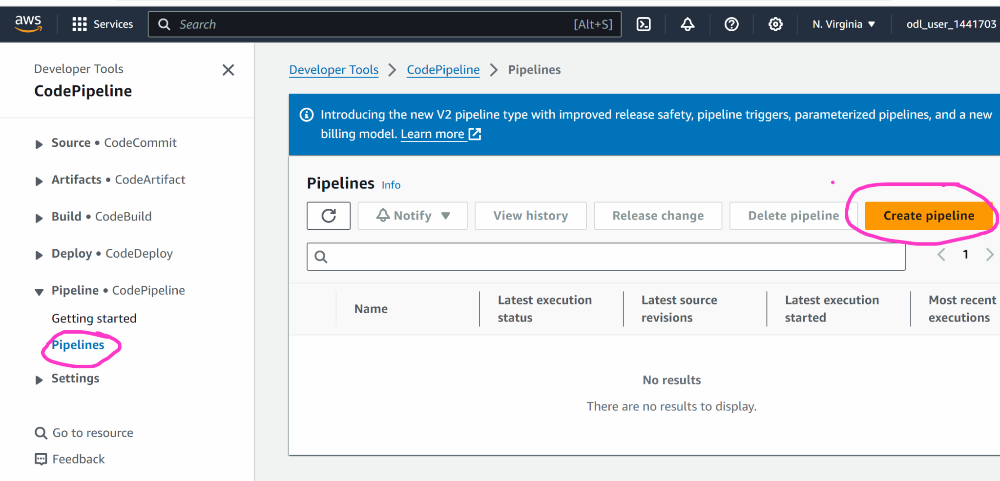 aws
Services
Search [Alt+S]
N. Virginia
odl_user_1441703
Developer Tools
CodePipeline
Source • CodeCommit
Artifacts • CodeArtifact
Build • CodeBuild
Deploy • CodeDeploy
Pipeline • CodePipeline
Getting started
Pipelines
Settings
Go to resource
Feedback
Developer Tools
CodePipeline
Pipelines
Introducing the new V2 pipeline type with improved release safety, pipeline triggers, parameterized pipelines, and a new
billing model. Learn more
Pipelines Info
Notify
View history
Release change
Delete pipeline
Create pipeline
1
Name
Latest execution
status
Latest source
revisions
Latest execution
started
Most recent
executions
No results
There are no results to display.